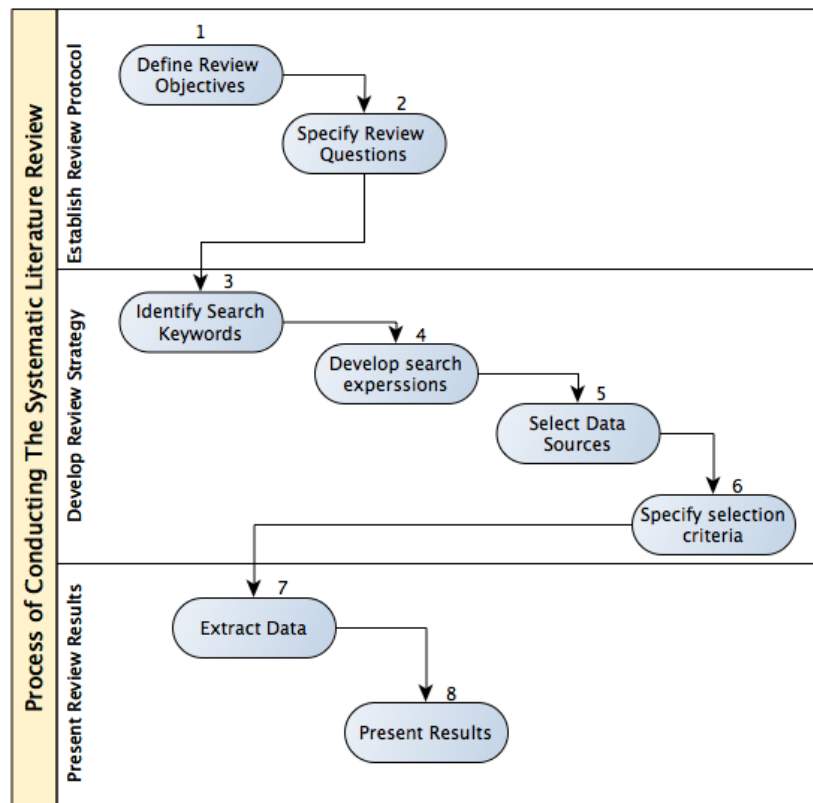 Process of Conducting The Systematic Literature Review
Establish Review Protocol
1
Define Review
Objectives
2
Specify Review
Questions
Develop Review Strategy
3
Identify Search
Keywords
4
Develop search
experssions
5
Select Data
Sources
6
Specify selection
criteria
Present Review Results
7
Extract Data
8
Present Results